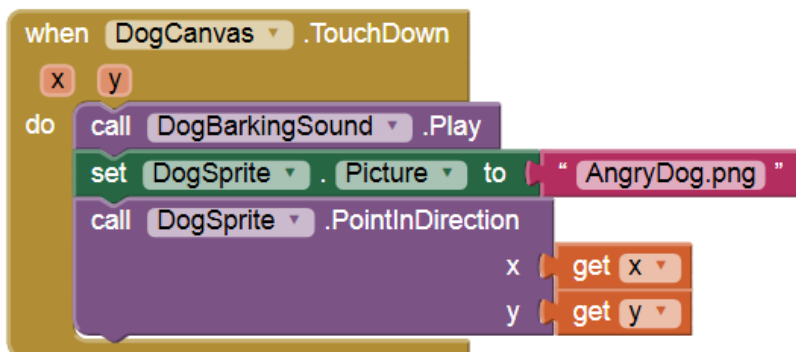 when DogCanvas .TouchDown
x y
do call DogBarkingSound .Play
set DogSprite . Picture to " AngryDog.png "
call DogSprite .PointInDirection
x get x
y get y